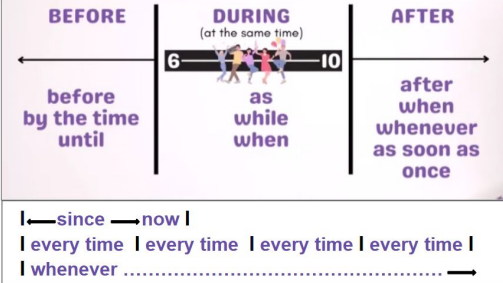 BEFORE
before
by the time
until
DURING
(at the same time)
6 10
as
while
when
AFTER
after
when
whenever
as soon as
once
I since now I
I every time I every time I every time I every time I
I whenever ……………………………………………